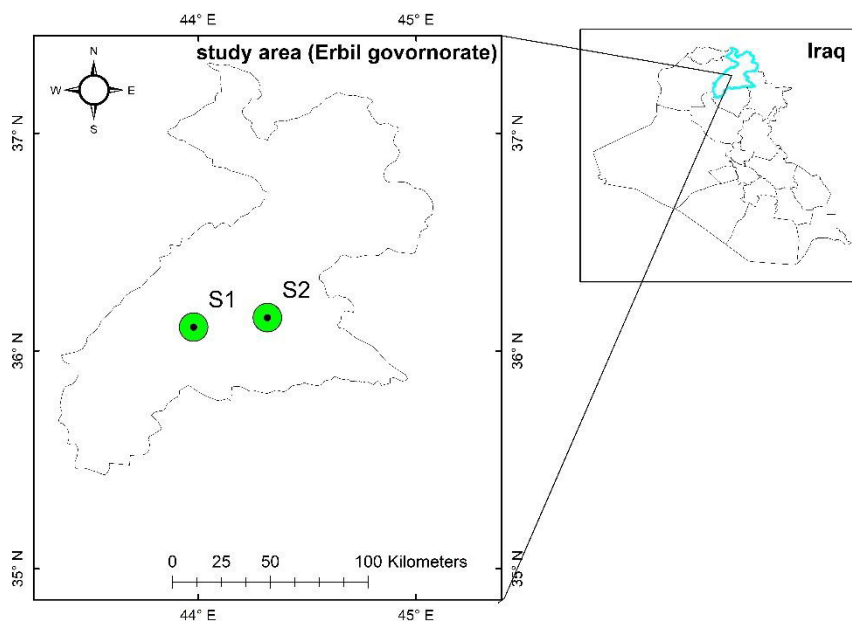 44° E
45° E
study area (Erbil govornorate)
Iraq
N
W
E
S
37° N
37° N
S1
S2
36° N
36° N
0
25
50
100 Kilometers
35° N
35° N
44° E
45° E